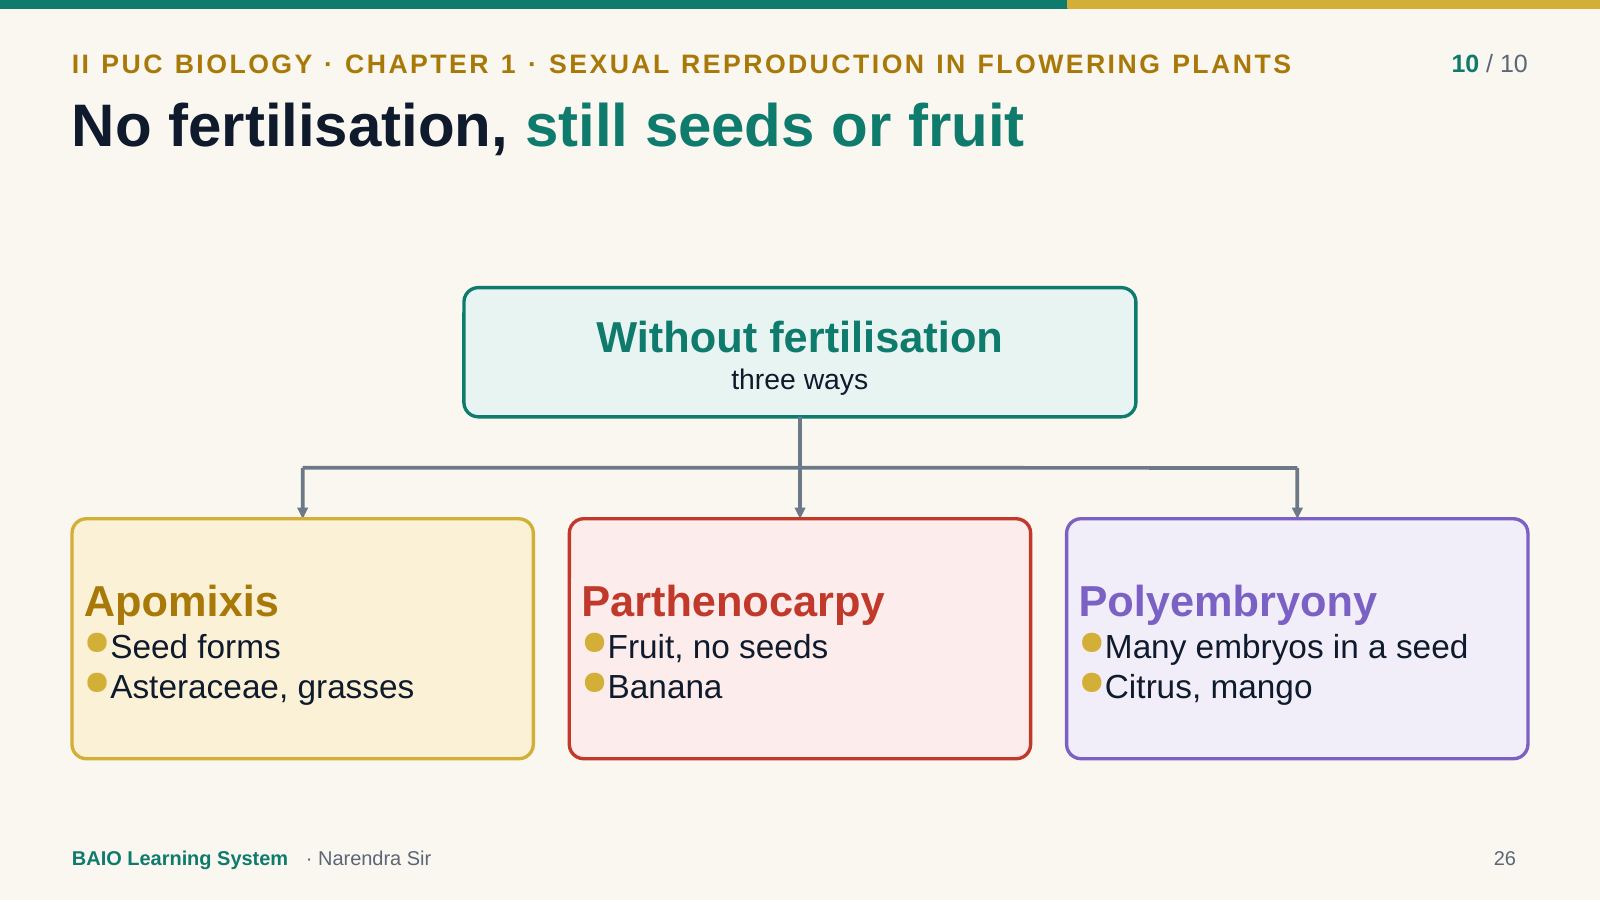 II PUC BIOLOGY · CHAPTER 1 · SEXUAL REPRODUCTION IN FLOWERING PLANTS
10 / 10
No fertilisation, still seeds or fruit
Without fertilisation
three ways
Apomixis
Seed forms
Asteraceae, grasses
Parthenocarpy
Fruit, no seeds
Banana
Polyembryony
Many embryos in a seed
Citrus, mango
BAIO Learning System · Narendra Sir
26